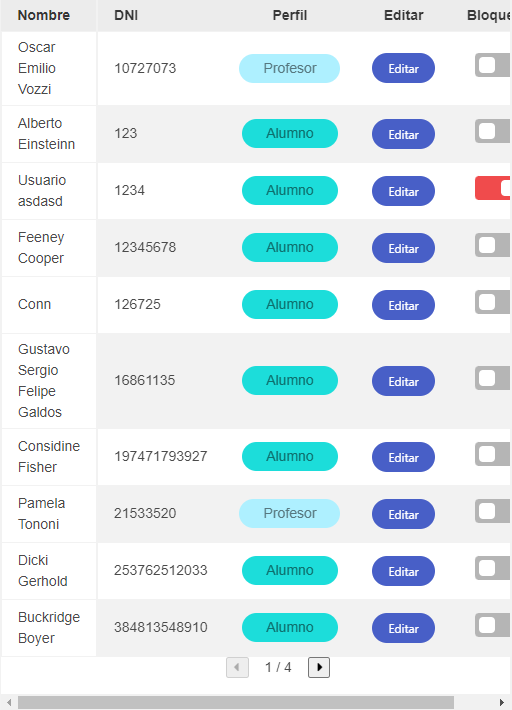 Nombre DNI Perfil Editar Bloque
Oscar
Emilio
Vozzi
10727073 Profesor Editar
Alberto
Einsteinn
123 Alumno Editar
Usuario
asdasd
1234 Alumno Editar
Feeney
Cooper
12345678 Alumno Editar
Conn 126725 Alumno Editar
Gustavo
Sergio
Felipe
Galdos
16861135 Alumno Editar
Considine
Fisher
197471793927 Alumno Editar
Pamela
Tononi
21533520 Profesor Editar
Dicki
Gerhold
253762512033 Alumno Editar
Buckridge
Boyer
384813548910 Alumno Editar
1 / 4